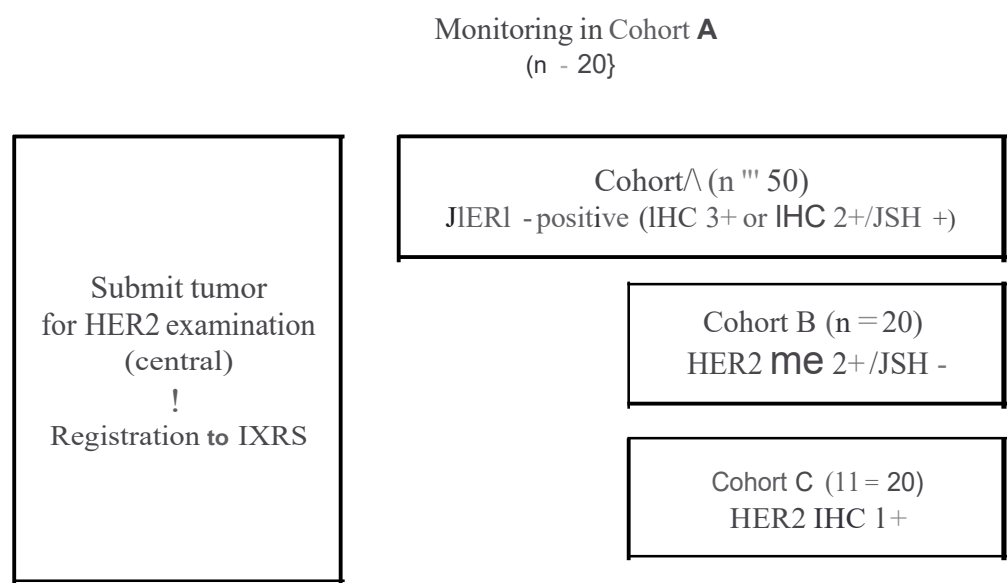 Monitoring in Cohort A
(n - 20}
Cohort/\ (n "' 50)
JlERl - positive (lHC 3+ or IHC 2+/JSH +)
Submit tumor
for HER2 examination
(central)
!
Registration to IXRS
Cohort B (n = 20)
HER2 me 2+/JSH -
Cohort C (11 = 20)
HER2 IHC 1+